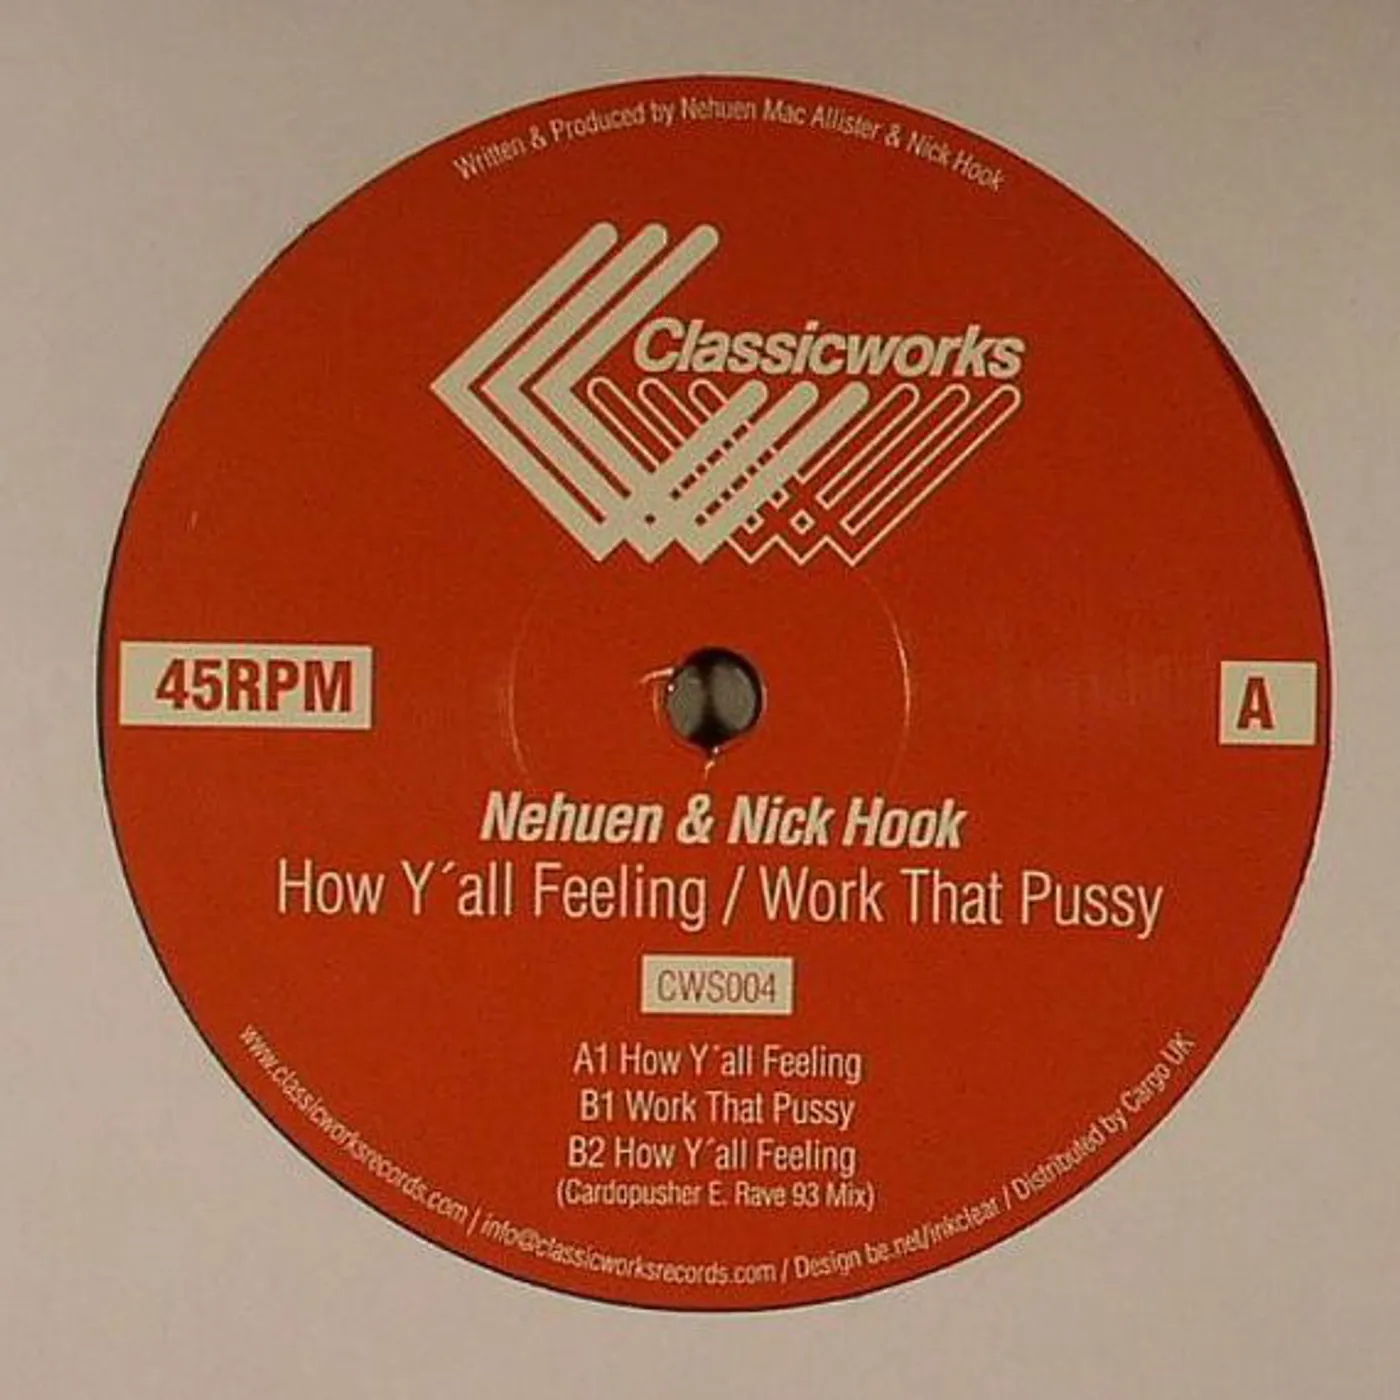 Written & Produced by Nehuen Mac Allister & Nick Hook
Classicworks
45RPM
A
Nehuen & Nick Hook
How Y´all Feeling / Work That Pussy
CWS004
A1 How Y´all Feeling
B1 Work That Pussy
B2 How Y´all Feeling
(Cardopusher E. Rave 93 Mix)
www.classicworksrecords.com | info@classicworksrecords.com / Design be.net/inkclear / Distributed by Cargo UK